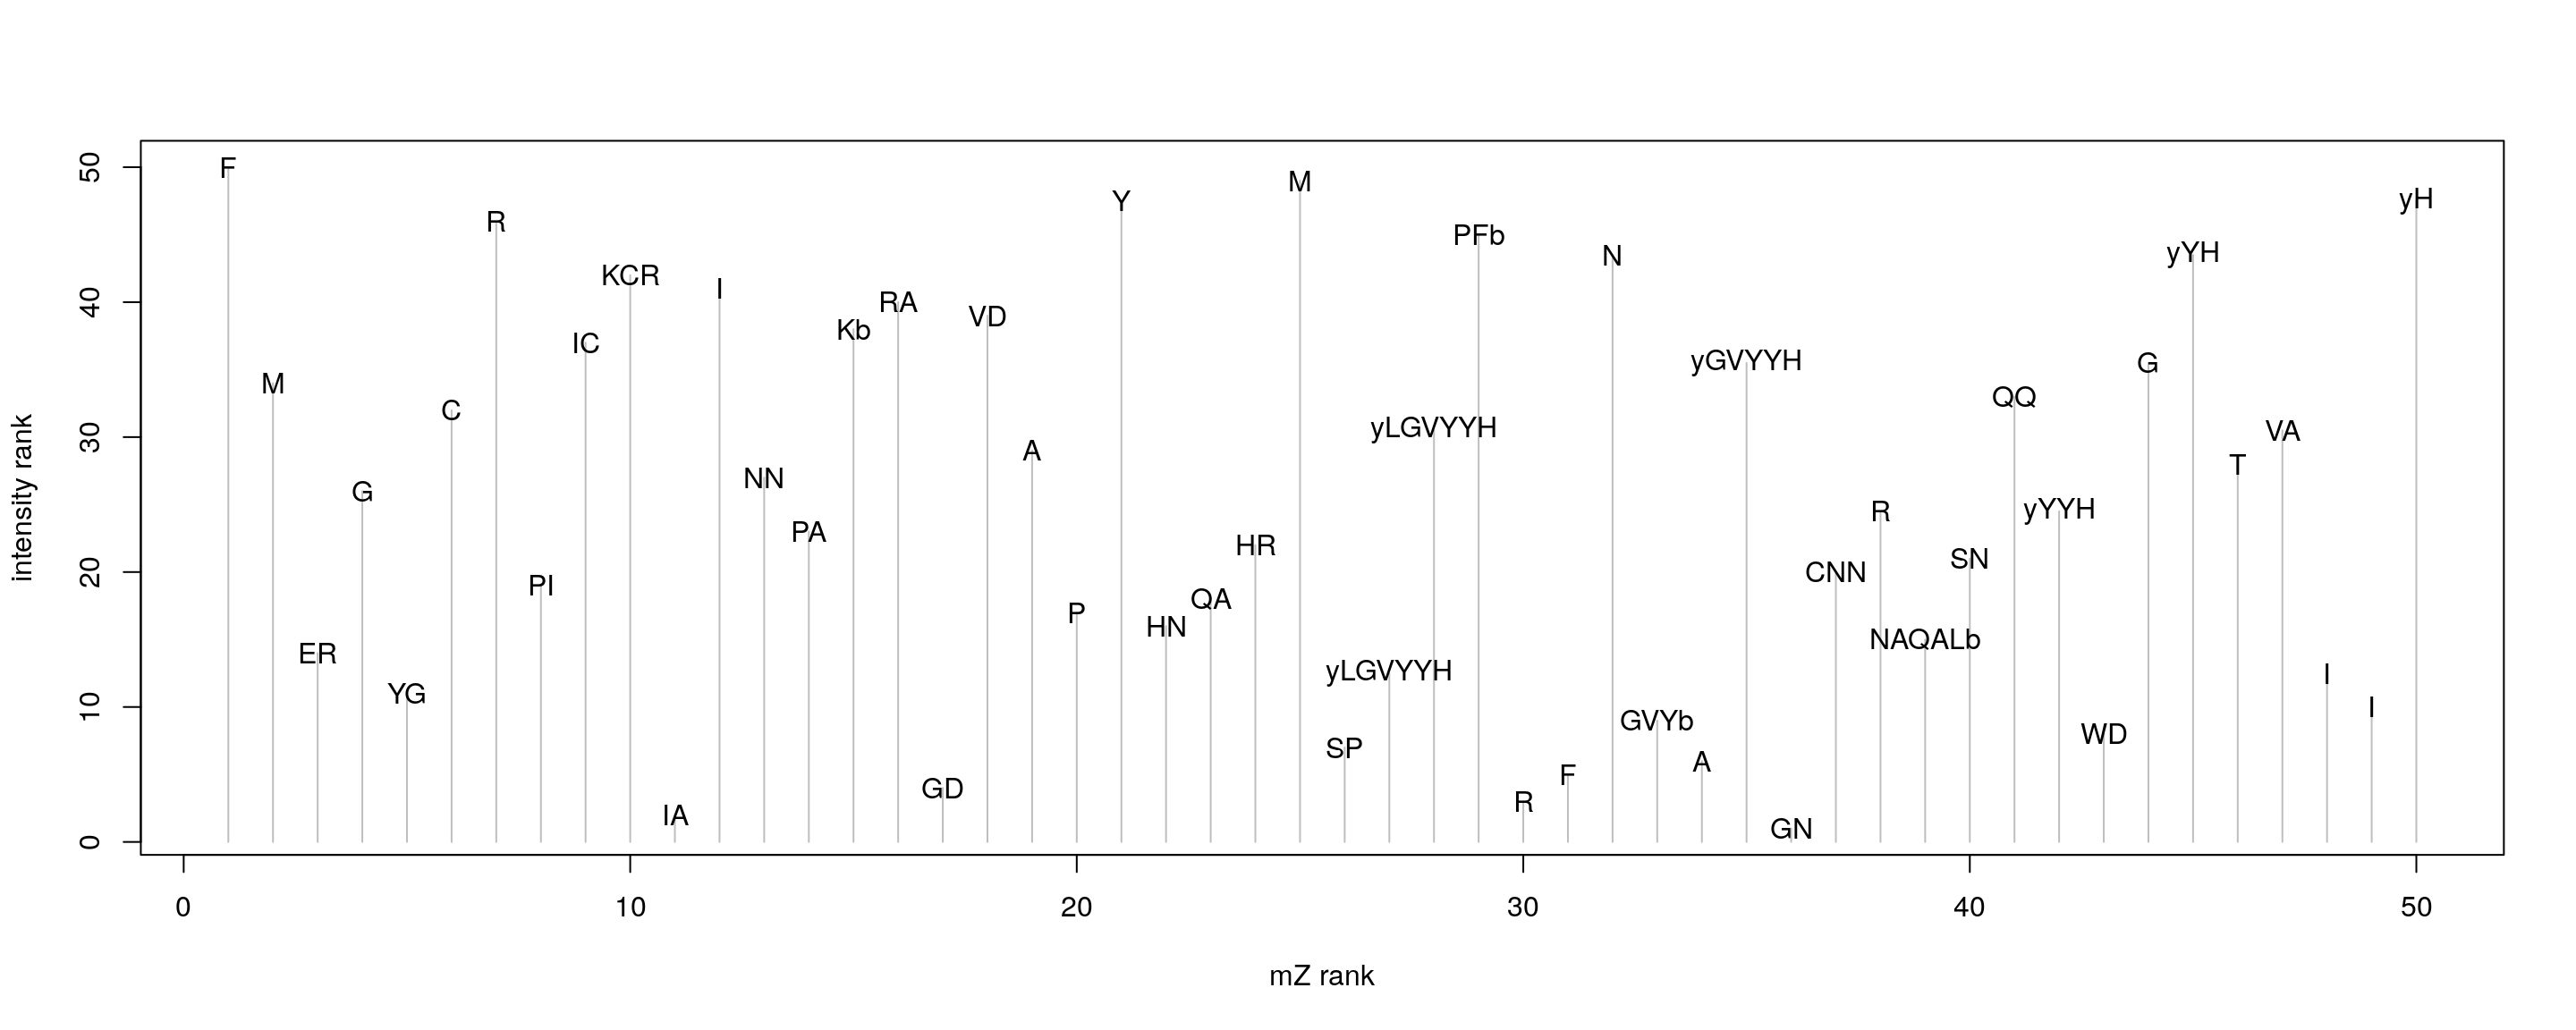 F
M
yH
Y
R
PFb
N
yYH
KCR
I
RA
VD
Kb
IC
yGVYYH
G
M
QQ
C
yLGVYYH
VA
A
T
NN
G
R
yYYH
PA
HR
SN
CNN
PI
QA
P
HN
NAQALb
ER
yLGVYYH
I
YG
I
GVYb
WD
SP
A
F
GD
R
IA
GN
50
40
30
20
10
0
intensity rank
0 10 20 30 40 50
mZ rank